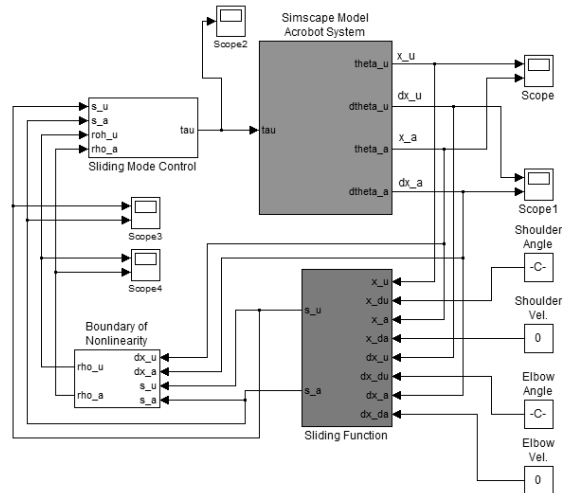 Simscape Model
Acrobot System
Scope2
theta_u
x_u
dtheta_u
dx_u
theta_a
x_a
dtheta_a
dx_a
tau
Scope
Scope1
s_u
s_a
roh_u
rho_a
tau
Sliding Mode Control
Scope3
Scope4
Boundary of
Nonlinearity
rho_u
rho_a
dx_u
dx_a
s_u
s_a
s_u
s_a
x_u
x_du
x_a
x_da
dx_u
dx_du
dx_a
dx_da
Sliding Function
Shoulder
Angle
-C-
Shoulder
Vel.
0
Elbow
Angle
-C-
Elbow
Vel.
0